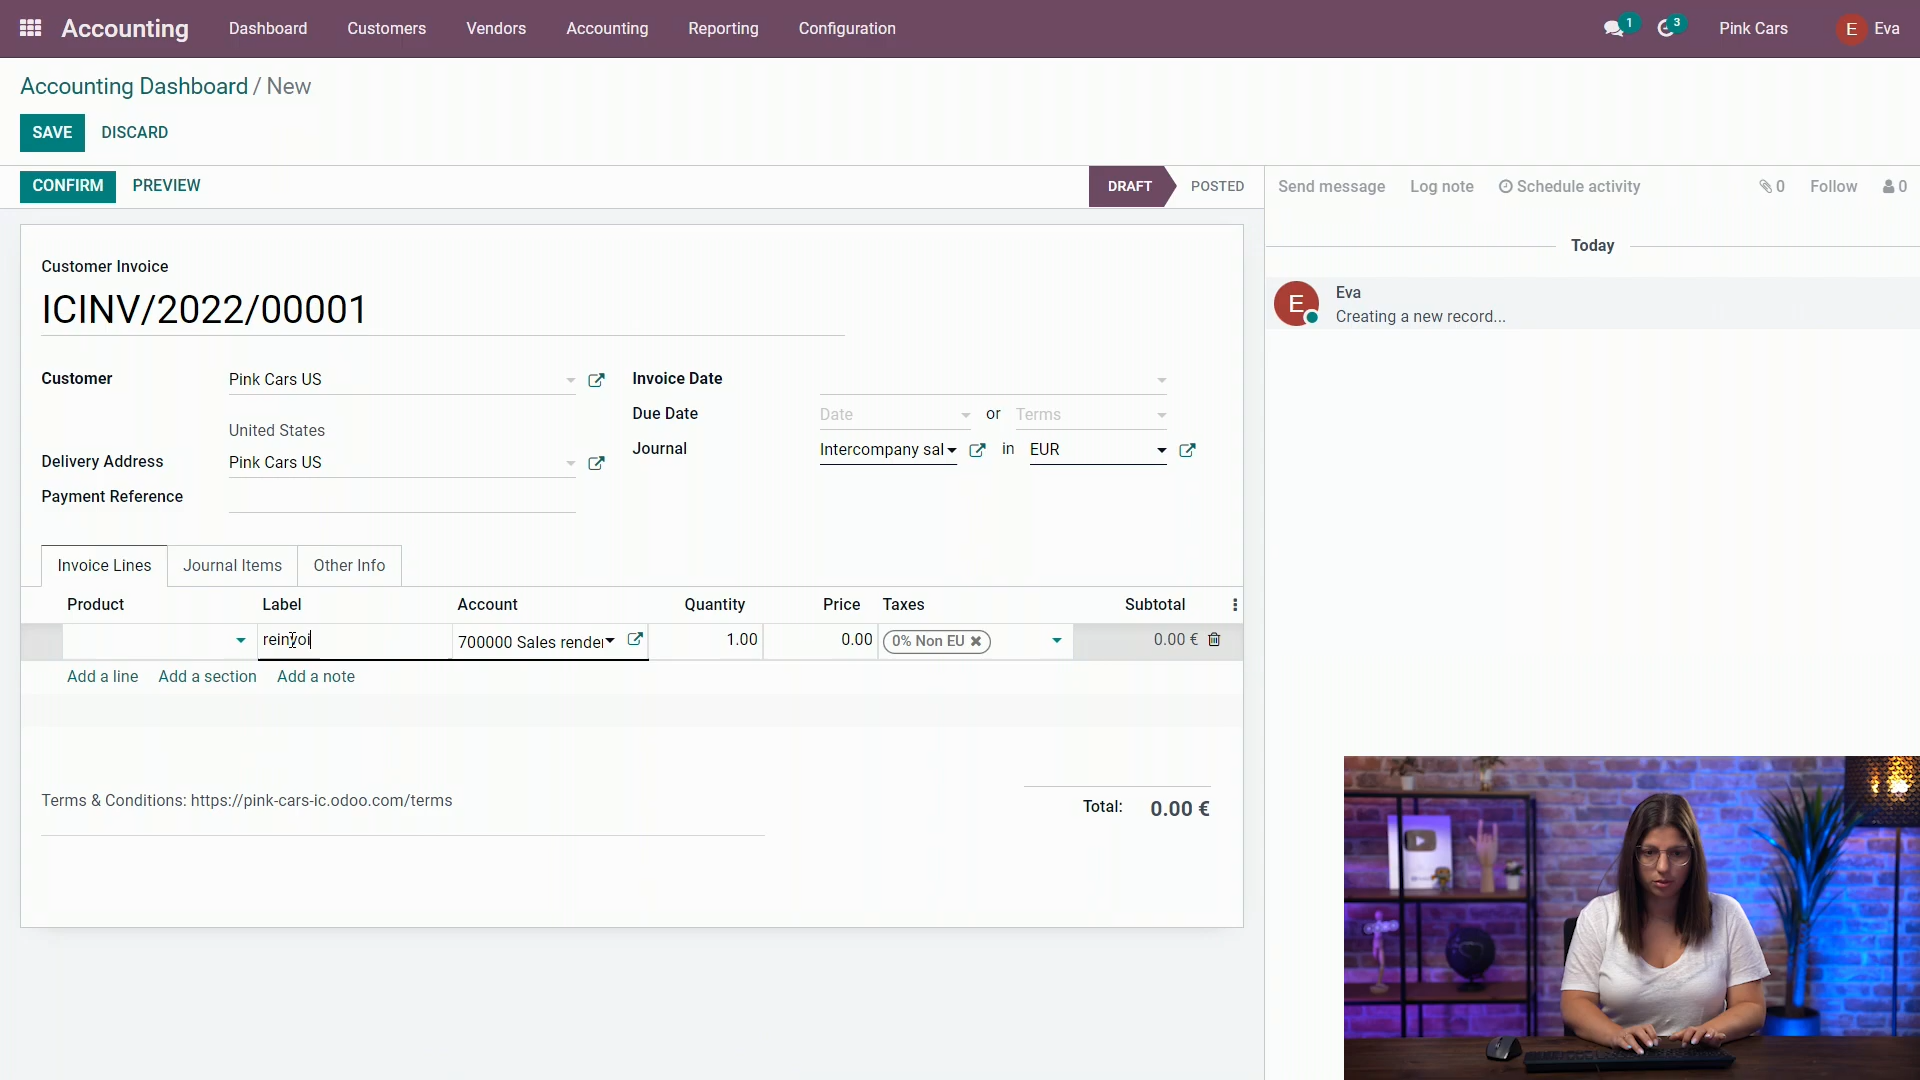 Accounting Dashboard Customers Vendors Accounting Reporting Configuration 1 3 Pink Cars E Eva
Accounting Dashboard / New
SAVE DISCARD
CONFIRM PREVIEW DRAFT POSTED Send message Log note Schedule activity 0 Follow 0
Today
Customer Invoice
ICINV/2022/00001
E Eva
Creating a new record...
Customer Pink Cars US Invoice Date
Due Date Date or Terms
United States
Journal Intercompany sal in EUR
Delivery Address Pink Cars US
Payment Reference
Invoice Lines Journal Items Other Info
Product Label Account Quantity Price Taxes Subtotal
reinvoi 700000 Sales render 1.00 0.00 0% Non EU 0.00 €
Add a line Add a section Add a note
Terms & Conditions: https://pink-cars-ic.odoo.com/terms
Total: 0.00 €